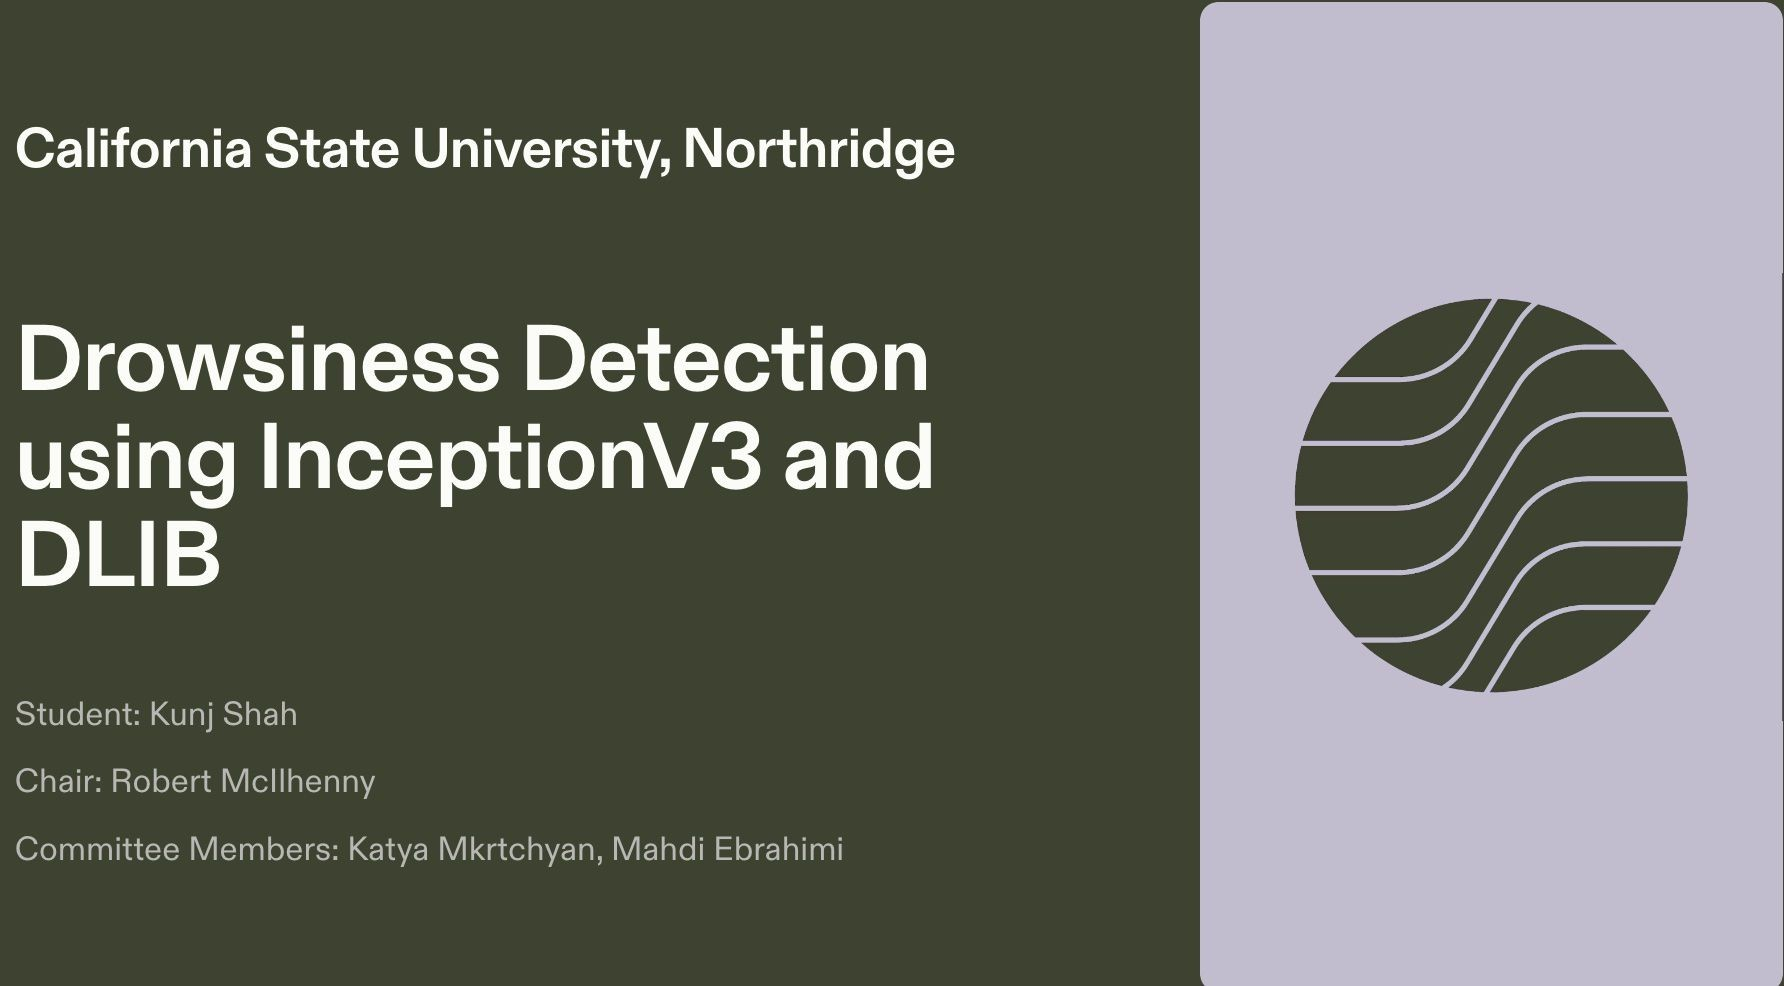 California State University, Northridge
Drowsiness Detection
using InceptionV3 and
DLIB
Student: Kunj Shah
Chair: Robert McIlhenny
Committee Members: Katya Mkrtchyan, Mahdi Ebrahimi